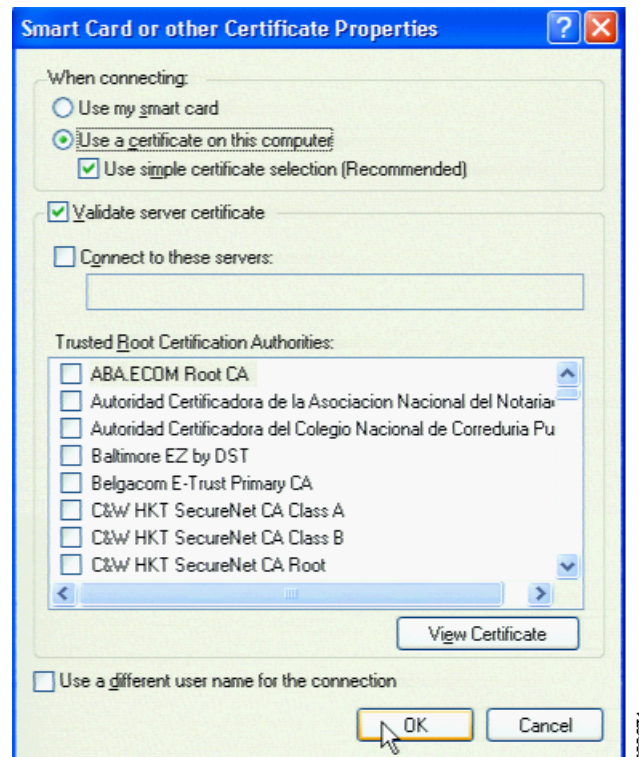 Smart Card or other Certificate Properties
When connecting:
Use my smart card
Use a certificate on this computer
Use simple certificate selection (Recommended)
Validate server certificate
Connect to these servers:
Trusted Root Certification Authorities:
ABA.ECOM Root CA
Autoridad Certificadora de la Asociacion Nacional del Notaria
Autoridad Certificadora del Colegio Nacional de Correduria Pu
Baltimore EZ by DST
Belgacom E-Trust Primary CA
C&W HKT SecureNet CA Class A
C&W HKT SecureNet CA Class B
C&W HKT SecureNet CA Root
View Certificate
Use a different user name for the connection
OK Cancel